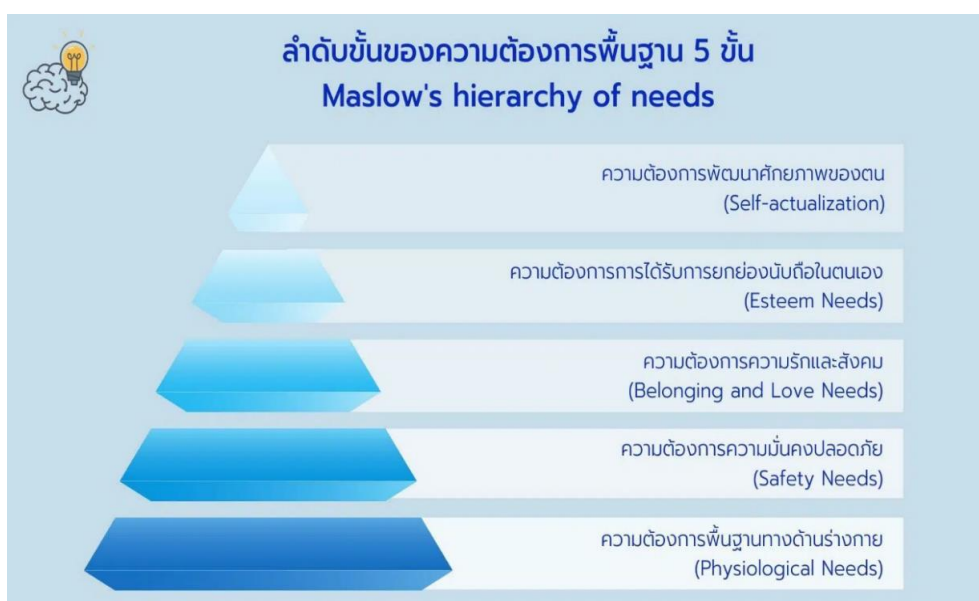 ลำดับขั้นของความต้องการพื้นฐาน 5 ขั้น
Maslow's hierarchy of needs
ความต้องการพัฒนาศักยภาพของตน
(Self-actualization)
ความต้องการการได้รับการยกย่องนับถือในตนเอง
(Esteem Needs)
ความต้องการความรักและสังคม
(Belonging and Love Needs)
ความต้องการความมั่นคงปลอดภัย
(Safety Needs)
ความต้องการพื้นฐานทางด้านร่างกาย
(Physiological Needs)